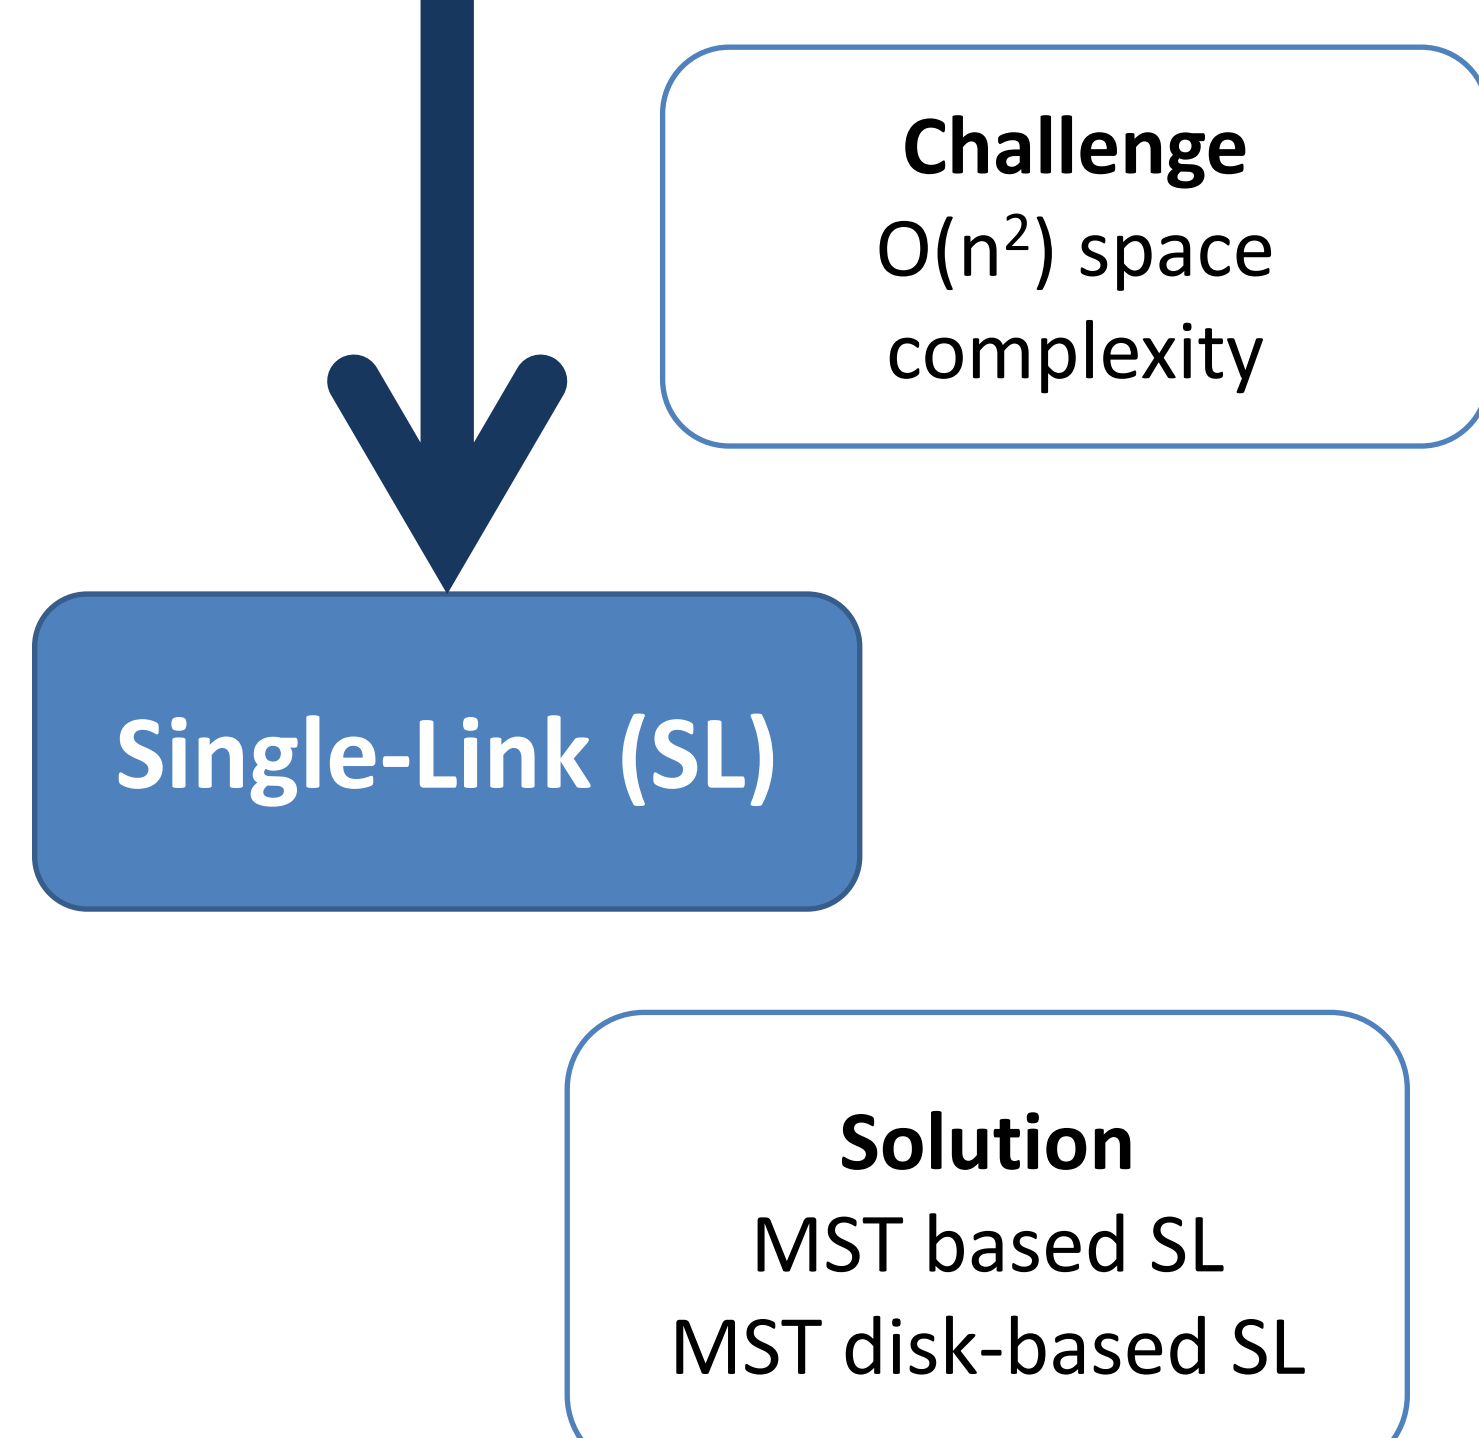 Challenge
O(n²) space
complexity
Single-Link (SL)
Solution
MST based SL
MST disk-based SL